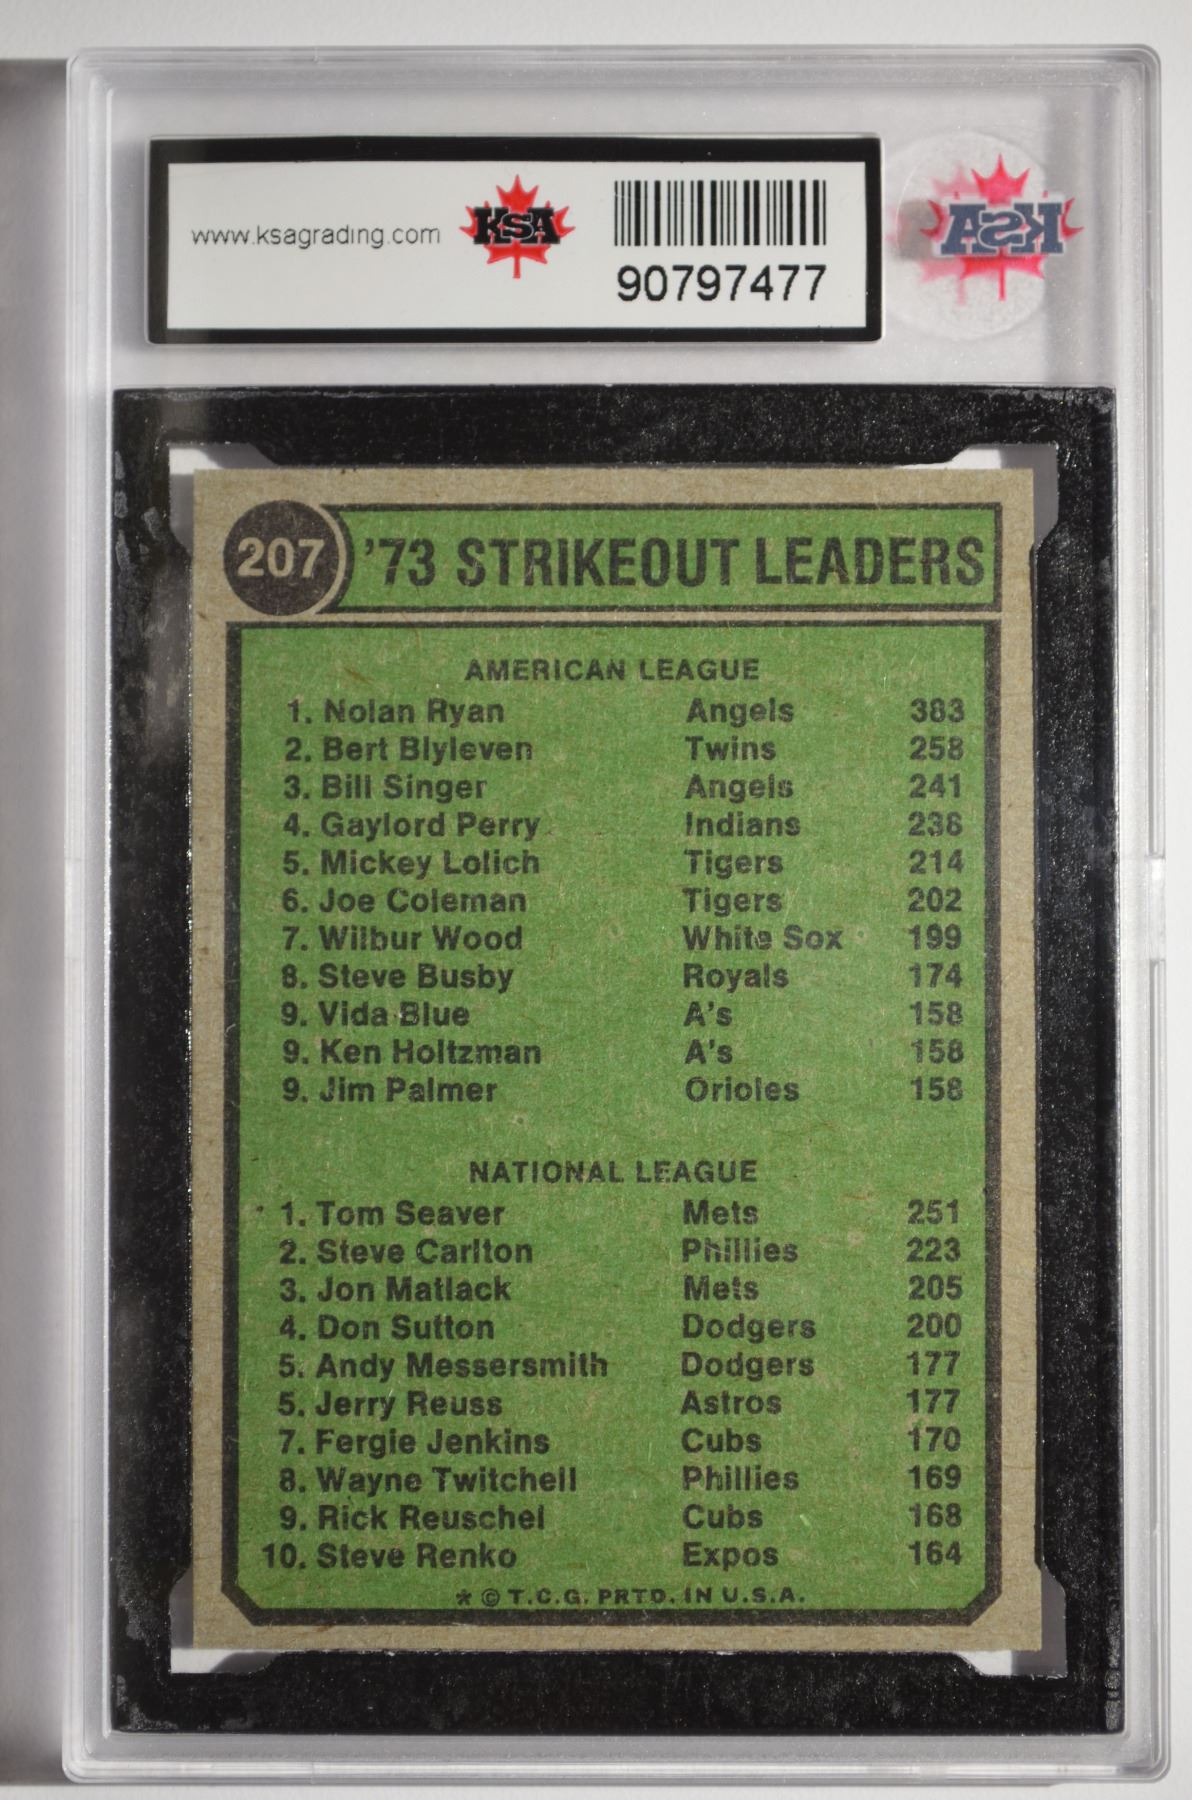 www.ksagrading.com KSA
90797477
KSA
207 '73 STRIKEOUT LEADERS
AMERICAN LEAGUE
1. Nolan Ryan Angels 383
2. Bert Blyleven Twins 258
3. Bill Singer Angels 241
4. Gaylord Perry Indians 238
5. Mickey Lolich Tigers 214
6. Joe Coleman Tigers 202
7. Wilbur Wood White Sox 199
8. Steve Busby Royals 174
9. Vida Blue A's 158
9. Ken Holtzman A's 158
9. Jim Palmer Orioles 158
NATIONAL LEAGUE
1. Tom Seaver Mets 251
2. Steve Carlton Phillies 223
3. Jon Matlack Mets 205
4. Don Sutton Dodgers 200
5. Andy Messersmith Dodgers 177
5. Jerry Reuss Astros 177
7. Fergie Jenkins Cubs 170
8. Wayne Twitchell Phillies 169
9. Rick Reuschel Cubs 168
10. Steve Renko Expos 164
* © T.C.G. PRTD. IN U.S.A.